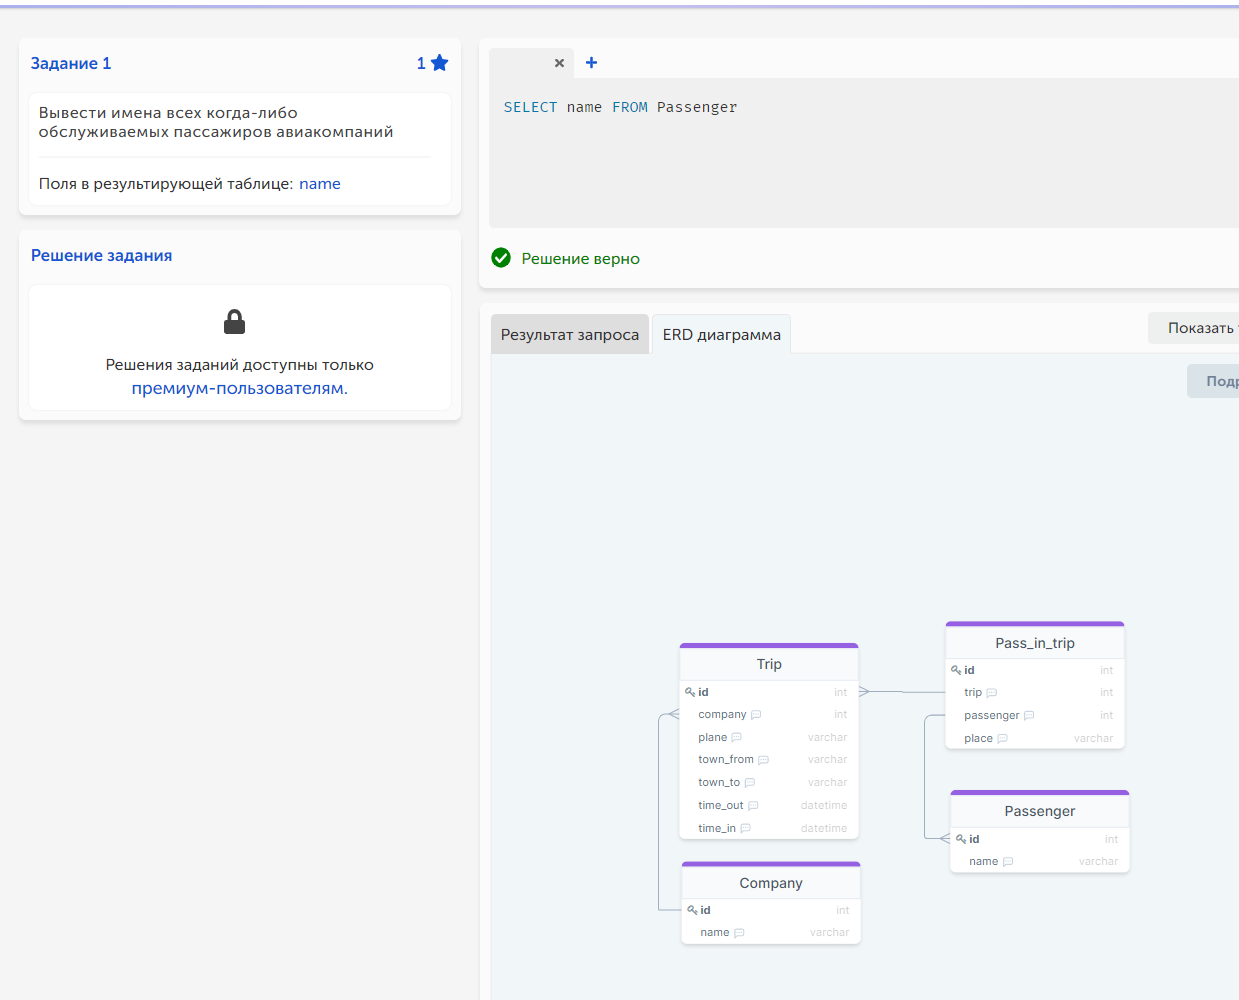 Задание 1
1
Вывести имена всех когда-либо
обслуживаемых пассажиров авиакомпаний
Поля в результирующей таблице: name
Решение задания
Решения заданий доступны только
премиум-пользователям.
SELECT name FROM Passenger
Решение верно
Результат запроса
ERD диаграмма
Показать
Trip
id int
company int
plane varchar
town_from varchar
town_to varchar
time_out datetime
time_in datetime
Company
id int
name varchar
Pass_in_trip
id int
trip int
passenger int
place varchar
Passenger
id int
name varchar